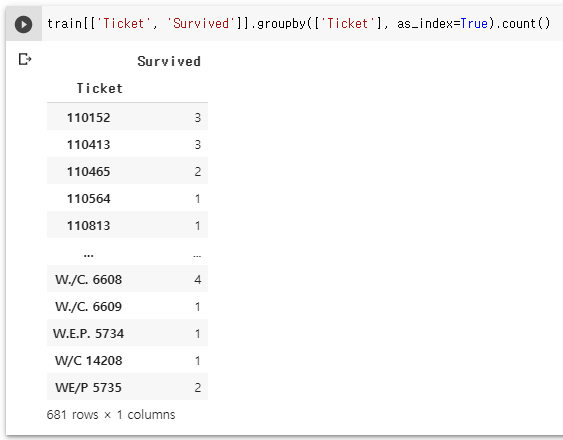 train[['Ticket', 'Survived']].groupby(['Ticket'], as_index=True).count()
Survived
Ticket
110152 3
110413 3
110465 2
110564 1
110813 1
... ...
W./C. 6608 4
W./C. 6609 1
W.E.P. 5734 1
W/C 14208 1
WE/P 5735 2
681 rows × 1 columns